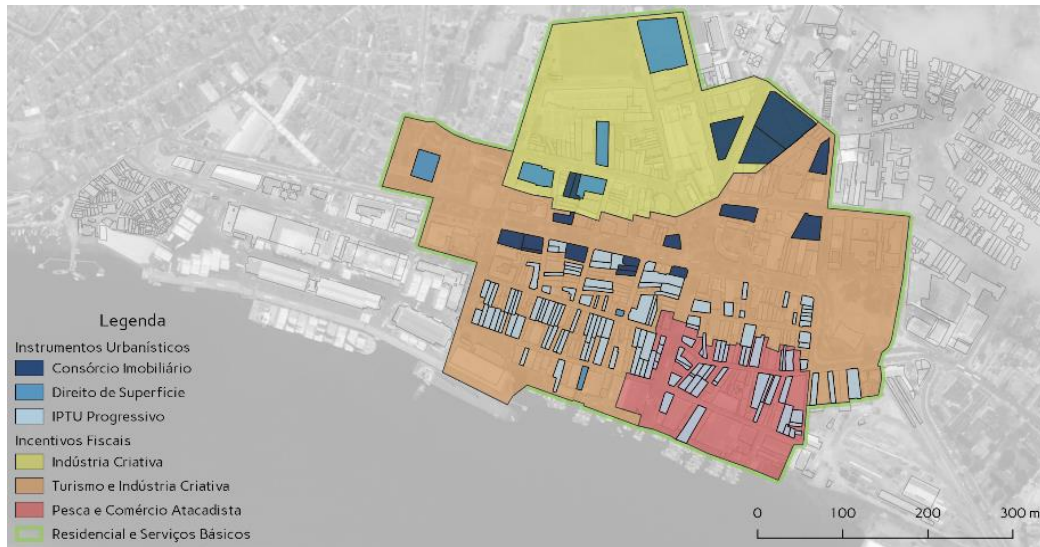 Legenda
Instrumentos Urbanísticos
Consórcio Imobiliário
Direito de Superfície
IPTU Progressivo
Incentivos Fiscais
Indústria Criativa
Turismo e Indústria Criativa
Pesca e Comércio Atacadista
Residencial e Serviços Básicos
0 100 200 300 m